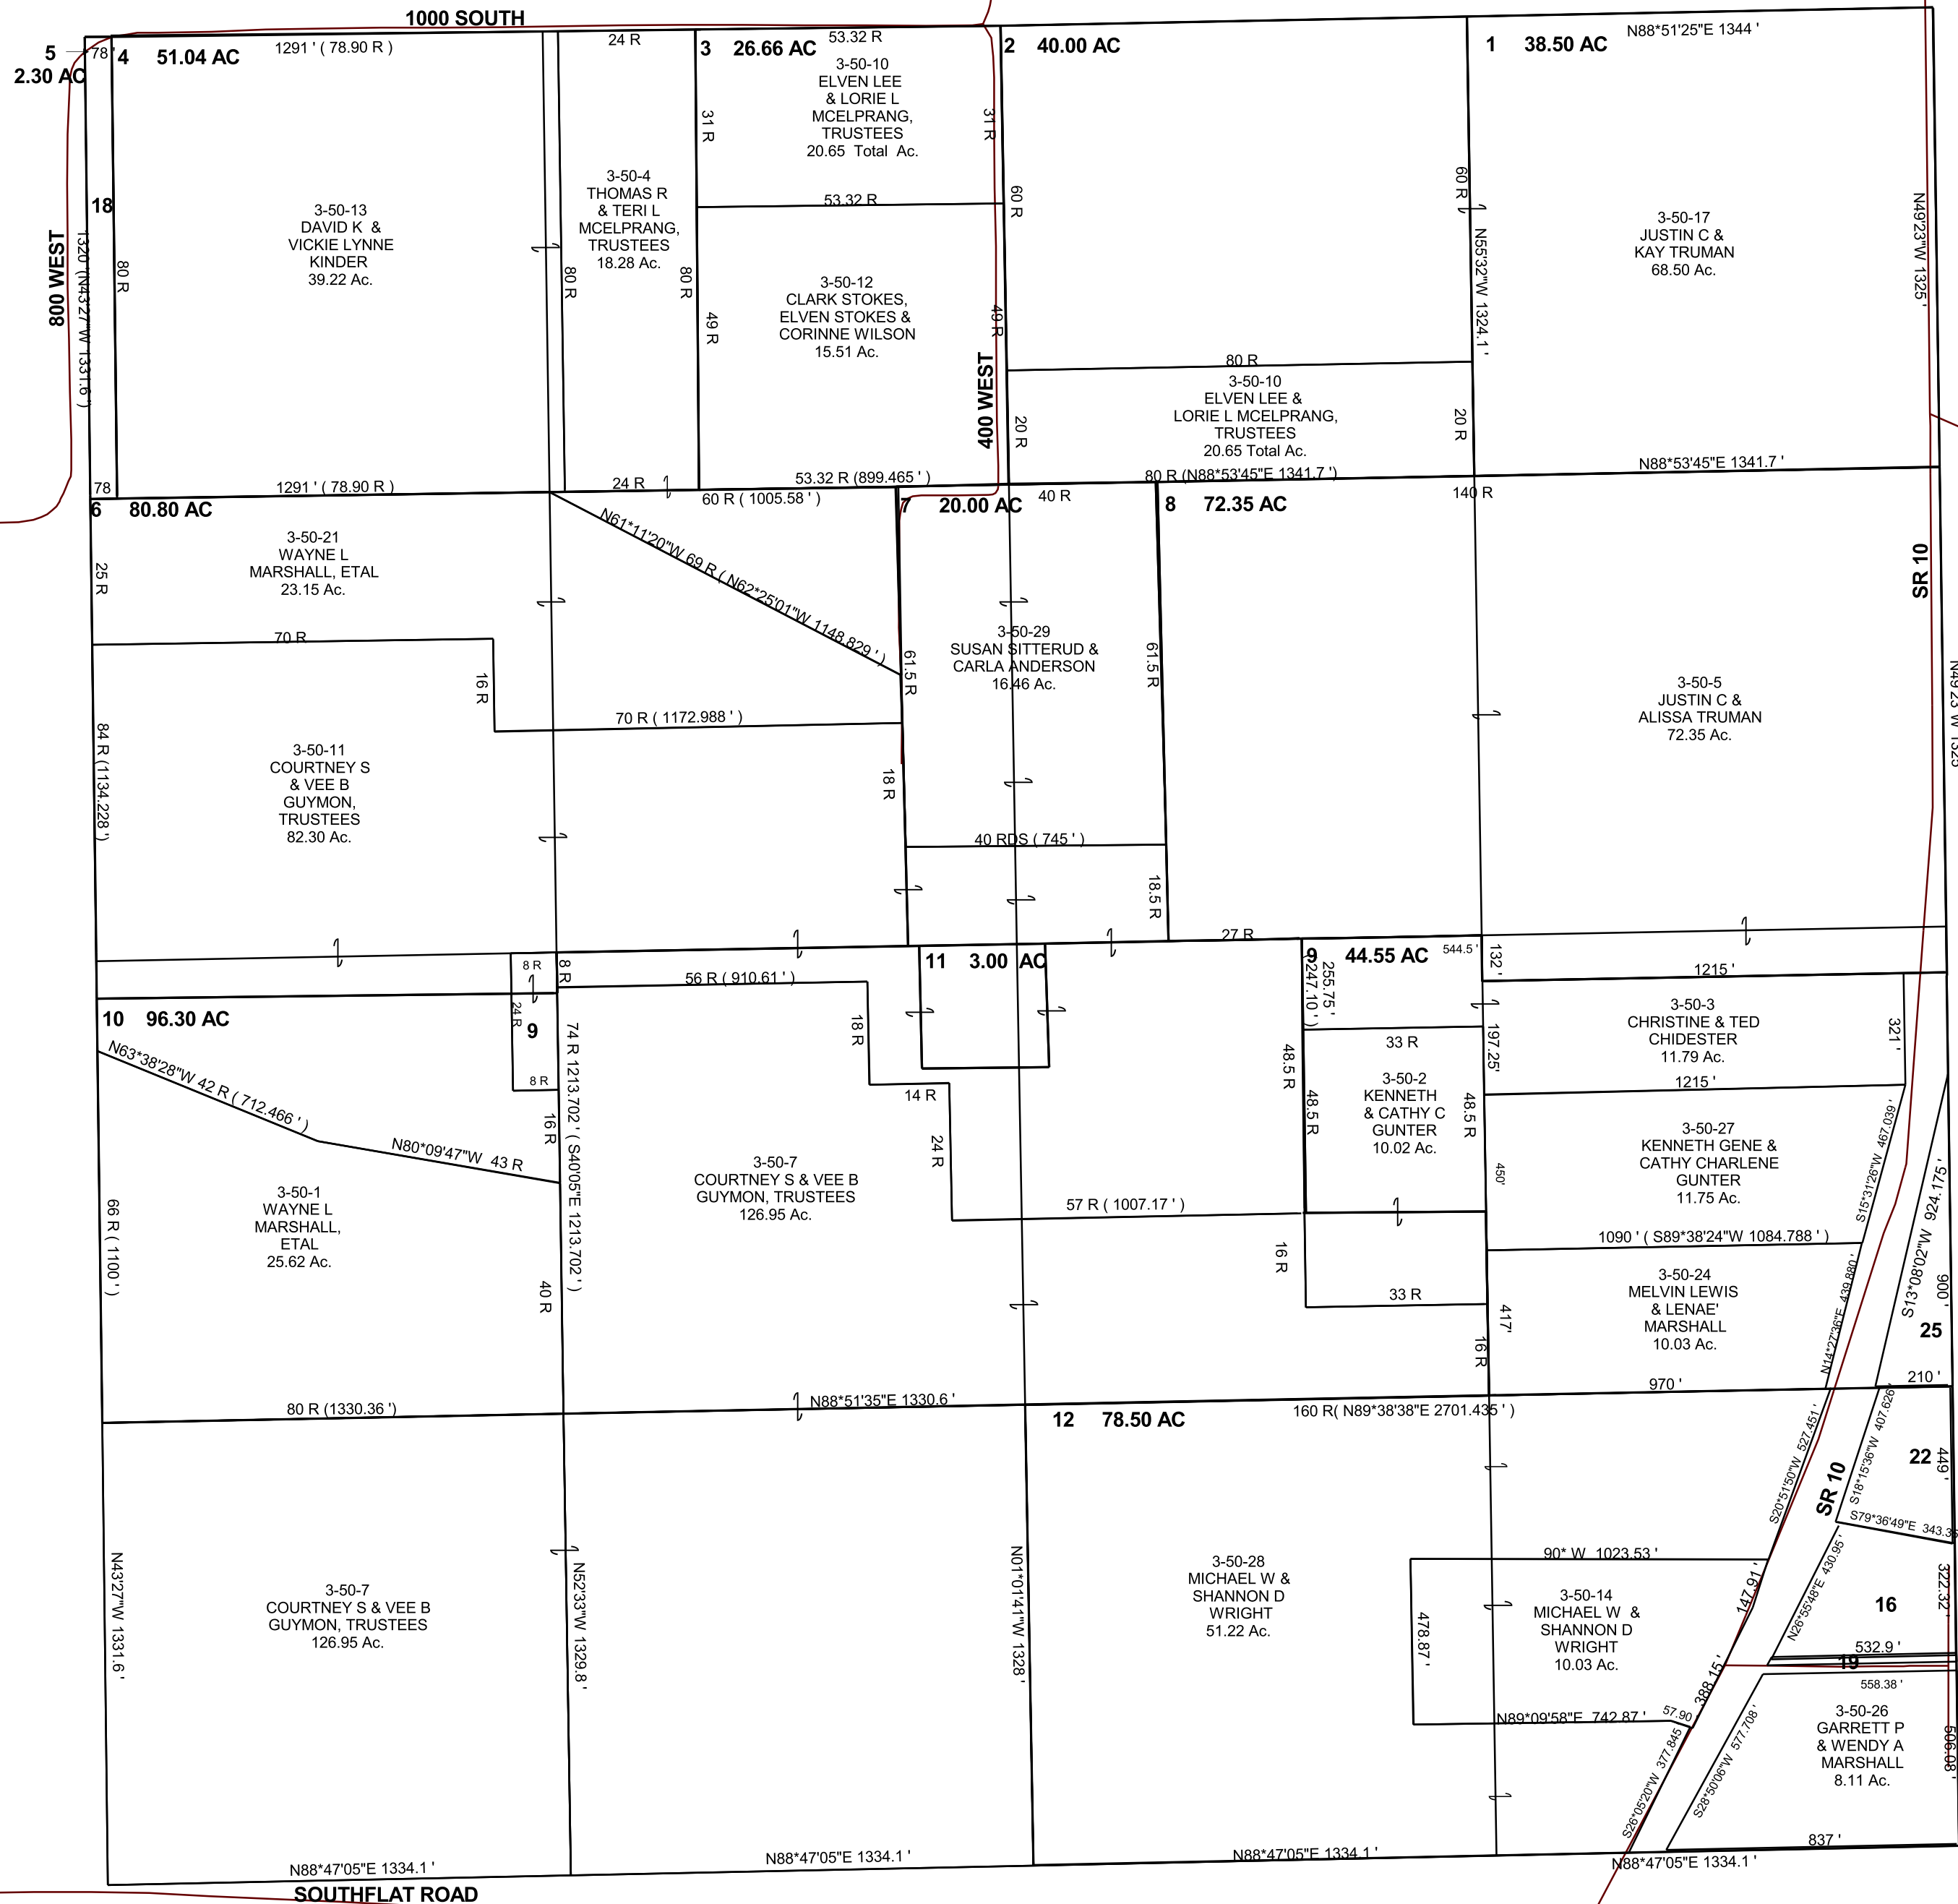 1000 SOUTH
5
2.30 AC
78'
4 51.04 AC
1291 ' ( 78.90 R )
24 R
3 26.66 AC
53.32 R
2 40.00 AC
1 38.50 AC
N88*51'25"E 1344 '
3-50-10
ELVEN LEE
& LORIE L
MCELPRANG,
TRUSTEES
20.65 Total Ac.
31 R
31 R
18
800 WEST
1320 '(N43'27"W 1331.6 ')
80 R
3-50-13
DAVID K &
VICKIE LYNNE
KINDER
39.22 Ac.
80 R
3-50-4
THOMAS R
& TERI L
MCELPRANG,
TRUSTEES
18.28 Ac.
80 R
53.32 R
49 R
3-50-12
CLARK STOKES,
ELVEN STOKES &
CORINNE WILSON
15.51 Ac.
49 R
400 WEST
60 R
60 R
N55'32"W 1324.1 '
3-50-17
JUSTIN C &
KAY TRUMAN
68.50 Ac.
N49'23"W 1325 '
80 R
3-50-10
ELVEN LEE &
LORIE L MCELPRANG,
TRUSTEES
20.65 Total Ac.
20 R
20 R
80 R (N88*53'45"E 1341.7 ')
N88*53'45"E 1341.7 '
78
1291 ' ( 78.90 R )
24 R
53.32 R (899.465 ' )
60 R ( 1005.58 ' )
6 80.80 AC
7 20.00 AC
40 R
8 72.35 AC
140 R
SR 10
3-50-21
WAYNE L
MARSHALL, ETAL
23.15 Ac.
25 R
N61*11'20"W 69 R ( N62*25'01"W 1148.829 ' )
70 R
16 R
70 R ( 1172.988 ' )
61.5 R
3-50-29
SUSAN SITTERUD &
CARLA ANDERSON
16.46 Ac.
61.5 R
3-50-5
JUSTIN C &
ALISSA TRUMAN
72.35 Ac.
N49'23"W 1325
84 R (1134.228 ')
3-50-11
COURTNEY S
& VEE B
GUYMON,
TRUSTEES
82.30 Ac.
18 R
40 RDS ( 745 ' )
18.5 R
27 R
8 R
8 R
56 R ( 910.61 ' )
11 3.00 AC
9 44.55 AC
544.5 '
132 '
1215 '
255.75 '
( 247.10 ' )
10 96.30 AC
24 R
9
8 R
16 R
18 R
14 R
24 R
N63*38'28"W 42 R ( 712.466 ' )
N80*09'47"W 43 R
74 R 1213.702 ' ( S40'05"E 1213.702 ' )
33 R
48.5 R
48.5 R
3-50-2
KENNETH
& CATHY C
GUNTER
10.02 Ac.
48.5 R
197.25'
3-50-3
CHRISTINE & TED
CHIDESTER
11.79 Ac.
321 '
1215 '
3-50-27
KENNETH GENE &
CATHY CHARLENE
GUNTER
11.75 Ac.
S15*31'26"W 467.039 '
450'
3-50-1
WAYNE L
MARSHALL,
ETAL
25.62 Ac.
66 R ( 1100 ' )
40 R
3-50-7
COURTNEY S & VEE B
GUYMON, TRUSTEES
126.95 Ac.
57 R ( 1007.17 ' )
16 R
33 R
1090 ' ( S89*38'24"W 1084.788 ' )
3-50-24
MELVIN LEWIS
& LENAE'
MARSHALL
10.03 Ac.
417'
16 R
N14*27'36"E 439.880 '
S13*08'02"W 924.175 '
900 '
25
970 '
210 '
80 R (1330.36 ')
N88*51'35"E 1330.6 '
12 78.50 AC
160 R( N89*38'38"E 2701.435 ' )
S20*51'50"W 527.451 '
SR 10
S18*15'36"W 407.626'
22
449 '
S79*36'49"E 343.3
N43'27"W 1331.6 '
3-50-7
COURTNEY S & VEE B
GUYMON, TRUSTEES
126.95 Ac.
N52'33"W 1329.8 '
N01*01'41"W 1328 '
3-50-28
MICHAEL W &
SHANNON D
WRIGHT
51.22 Ac.
90* W 1023.53 '
478.87 '
3-50-14
MICHAEL W &
SHANNON D
WRIGHT
10.03 Ac.
147.91 '
N26*55'48"E 430.95 '
16
322.32'
532.9 '
19
558.38 '
388.15 '
57.90 '
N89*09'58"E 742.87 '
3-50-26
GARRETT P
& WENDY A
MARSHALL
8.11 Ac.
506.08 '
S26*05'20"W 377.845
S28*50'06"W 577.708 '
837 '
N88*47'05"E 1334.1 '
N88*47'05"E 1334.1 '
N88*47'05"E 1334.1 '
N88*47'05"E 1334.1 '
SOUTHFLAT ROAD